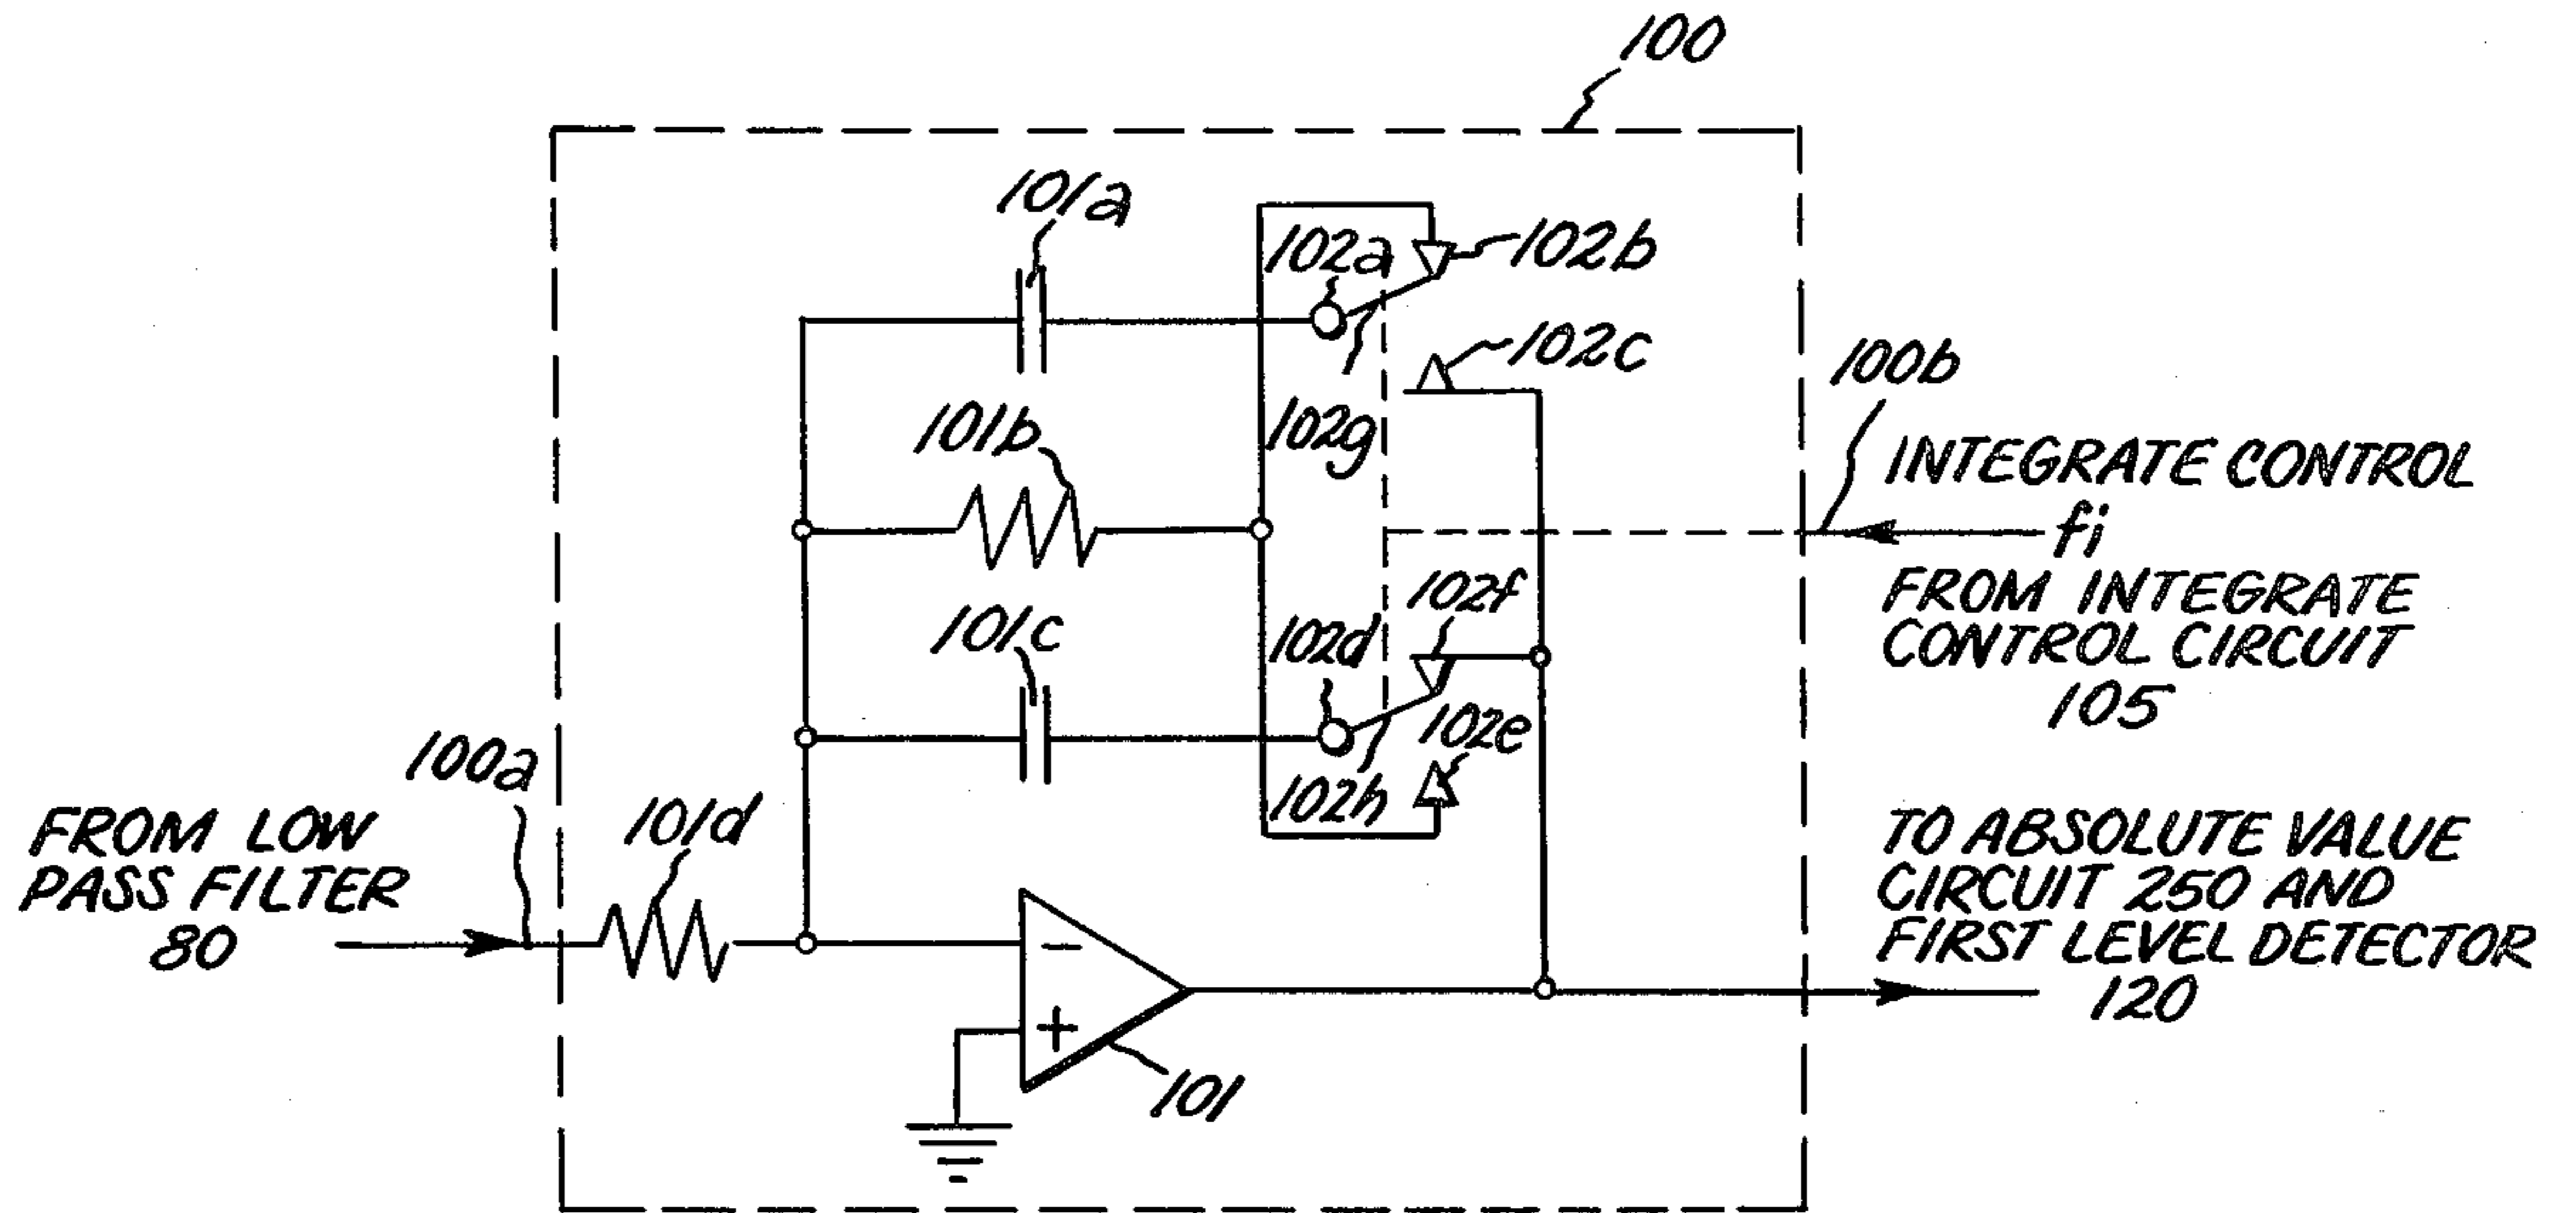 100
101a
102a
102b
102c
100b
101b
102g
INTEGRATE CONTROL
fi
FROM INTEGRATE
CONTROL CIRCUIT
105
102f
101c
102d
102e
100a
102h
101d
FROM LOW
PASS FILTER
80
TO ABSOLUTE VALUE
CIRCUIT 250 AND
FIRST LEVEL DETECTOR
120
−
+
101